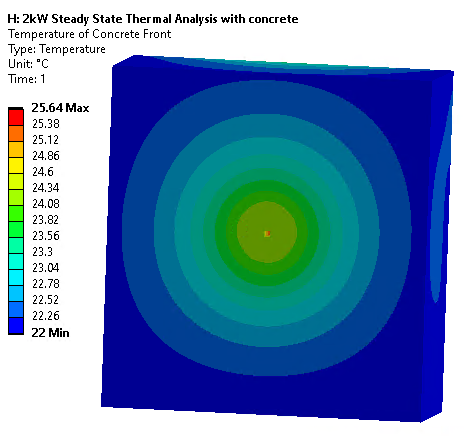 H: 2kW Steady State Thermal Analysis with concrete
Temperature of Concrete Front
Type: Temperature
Unit: °C
Time: 1
25.64 Max
25.38
25.12
24.86
24.6
24.34
24.08
23.82
23.56
23.3
23.04
22.78
22.52
22.26
22 Min